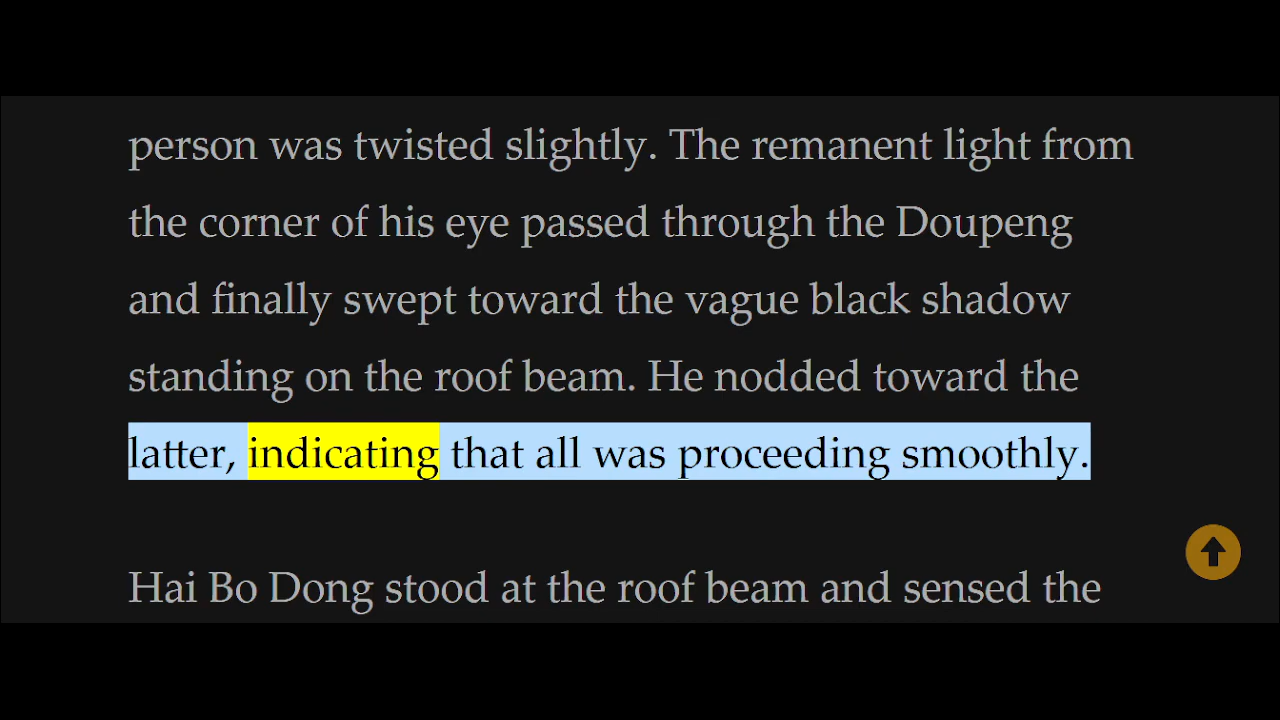 person was twisted slightly. The remanent light from
the corner of his eye passed through the Doupeng
and finally swept toward the vague black shadow
standing on the roof beam. He nodded toward the
latter, indicating that all was proceeding smoothly.
Hai Bo Dong stood at the roof beam and sensed the